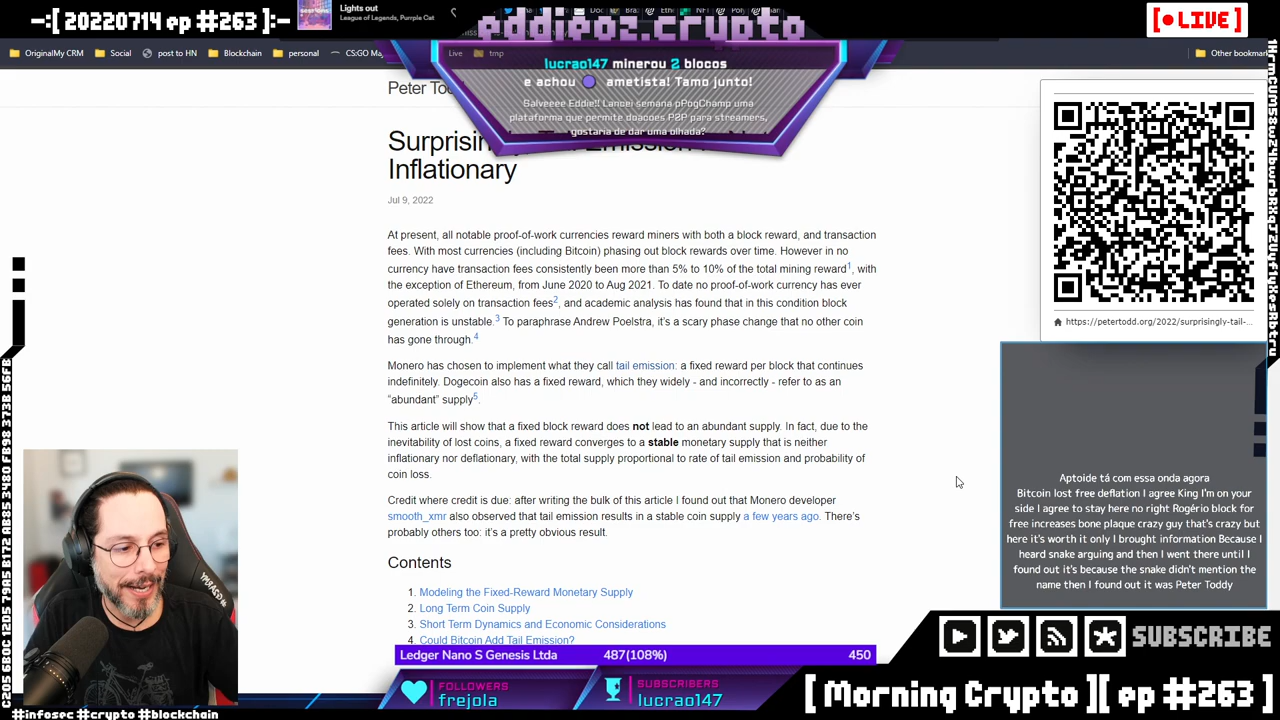 -:[ 20220714 ep #263 ]:-
Lights out
League of Legends, Purrple Cat
eddieoz.crypto
[●LIVE]
OriginalMy CRM
Social
post to HN
Blockchain
personal
CS:GO
Live
tmp
Other bookmar
lucrao147 minerou 2 blocos
e achou ametista! Tamo junto!
Salveeee Eddie!! Lancei semana pPogChamp uma
plataforma que permite doacoes P2P para streamers,
gostaria de dar uma olhada?
Peter
Inflationary
Jul 9, 2022
At present, all notable proof-of-work currencies reward miners with both a block reward, and transaction
fees. With most currencies (including Bitcoin) phasing out block rewards over time. However in no
currency have transaction fees consistently been more than 5% to 10% of the total mining reward1, with
the exception of Ethereum, from June 2020 to Aug 2021. To date no proof-of-work currency has ever
operated solely on transaction fees2, and academic analysis has found that in this condition block
generation is unstable.3 To paraphrase Andrew Poelstra, it's a scary phase change that no other coin
has gone through.4
Monero has chosen to implement what they call tail emission: a fixed reward per block that continues
indefinitely. Dogecoin also has a fixed reward, which they widely - and incorrectly - refer to as an
“abundant” supply5.
This article will show that a fixed block reward does not lead to an abundant supply. In fact, due to the
inevitability of lost coins, a fixed reward converges to a stable monetary supply that is neither
inflationary nor deflationary, with the total supply proportional to rate of tail emission and probability of
coin loss.
Credit where credit is due: after writing the bulk of this article I found out that Monero developer
smooth_xmr also observed that tail emission results in a stable coin supply a few years ago. There's
probably others too: it's a pretty obvious result.
Contents
1. Modeling the Fixed-Reward Monetary Supply
2. Long Term Coin Supply
3. Short Term Dynamics and Economic Considerations
4. Could Bitcoin Add Tail Emission?
https://petertodd.org/2022/surprisingly-tail-...
Aptoide tá com essa onda agora
Bitcoin lost free deflation I agree King I'm on your
side I agree to stay here no right Rogério block for
free increases bone plaque crazy guy that's crazy but
here it's worth it only I brought information Because I
heard snake arguing and then I went there until I
found out it's because the snake didn't mention the
name then I found out it was Peter Toddy
Ledger Nano S Genesis Ltda 487(108%) 450
FOLLOWERS
frejola
SUBSCRIBERS
lucrao147
SUBSCRIBE
[ Morning Crypto ][ ep #263 ]
#infosec #crypto #blockchain